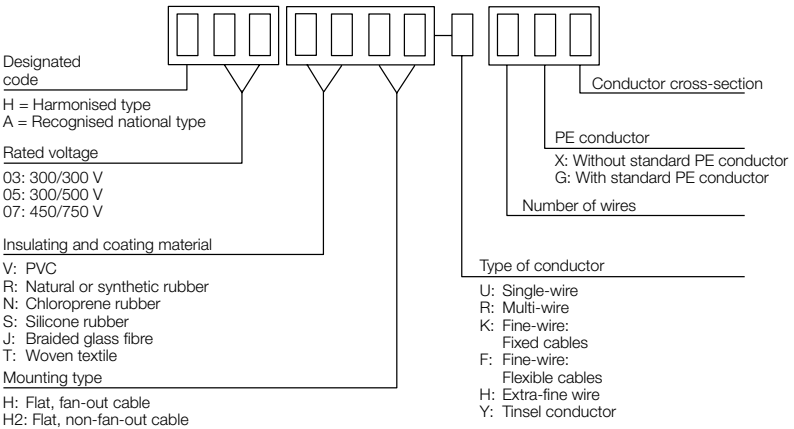 Designated
code
H = Harmonised type
A = Recognised national type
Rated voltage
03: 300/300 V
05: 300/500 V
07: 450/750 V
Insulating and coating material
V: PVC
R: Natural or synthetic rubber
N: Chloroprene rubber
S: Silicone rubber
J: Braided glass fibre
T: Woven textile
Mounting type
H: Flat, fan-out cable
H2: Flat, non-fan-out cable
Conductor cross-section
PE conductor
X: Without standard PE conductor
G: With standard PE conductor
Number of wires
Type of conductor
U: Single-wire
R: Multi-wire
K: Fine-wire:
Fixed cables
F: Fine-wire:
Flexible cables
H: Extra-fine wire
Y: Tinsel conductor